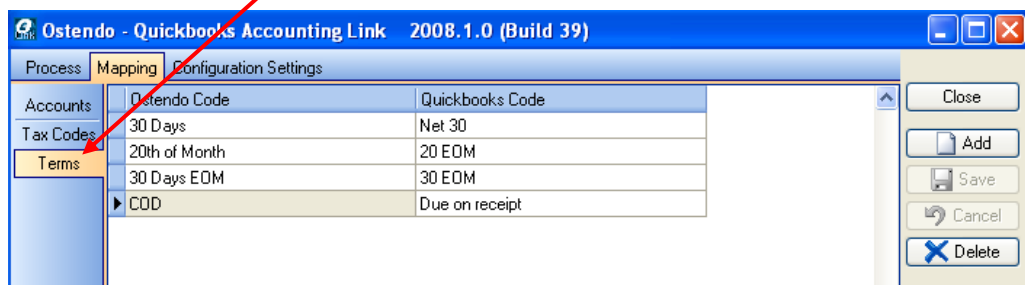 Ostendo - Quickbooks Accounting Link 2008.1.0 (Build 39)
Process Mapping Configuration Settings
Accounts
Tax Codes
Terms
Ostendo Code Quickbooks Code
30 Days Net 30
20th of Month 20 EOM
30 Days EOM 30 EOM
COD Due on receipt
Close
Add
Save
Cancel
Delete